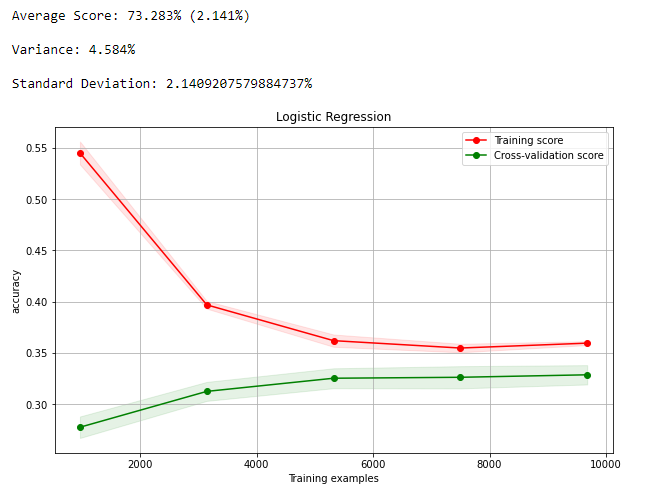 Average Score: 73.283% (2.141%)
Variance: 4.584%
Standard Deviation: 2.1409207579884737%
Logistic Regression
Training score
Cross-validation score
0.55
0.50
0.45
0.40
0.35
0.30
accuracy
2000 4000 6000 8000 10000
Training examples